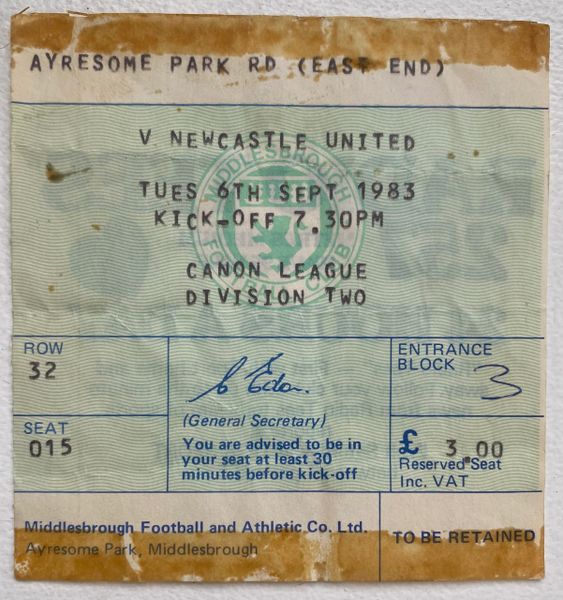 AYRESOME PARK RD (EAST END)
V NEWCASTLE UNITED
TUES 6TH SEPT 1983
KICK-OFF 7.30PM
MIDDLESBROUGH
FOOTBALL CLUB
CANON LEAGUE
DIVISION TWO
ROW
32
SEAT
015
(General Secretary)
You are advised to be in
your seat at least 30
minutes before kick-off
ENTRANCE
BLOCK 3
£ 3.00
Reserved Seat
Inc. VAT
Middlesbrough Football and Athletic Co. Ltd.
Ayresome Park, Middlesbrough
TO BE RETAINED